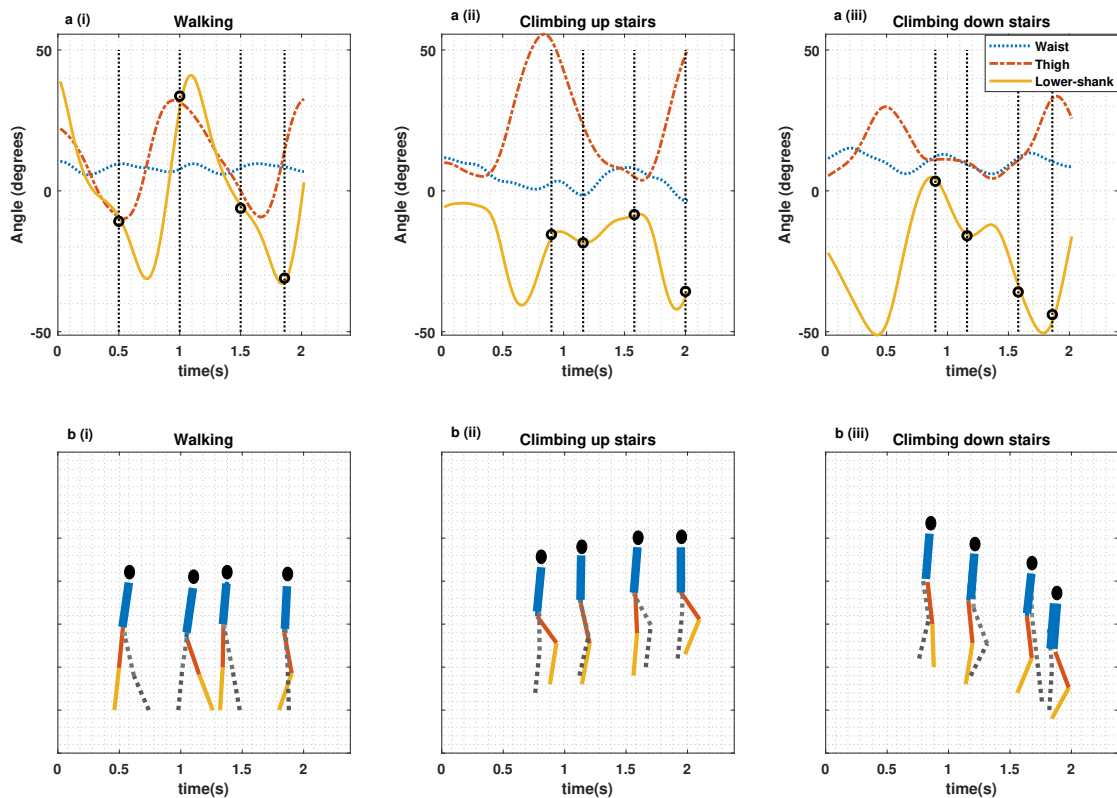 a (i) Walking
50
0
-50
Angle (degrees)
0 0.5 1 1.5 2
time(s)
a (ii) Climbing up stairs
50
0
-50
Angle (degrees)
0 0.5 1 1.5 2
time(s)
a (iii) Climbing down stairs
Waist
Thigh
Lower-shank
50
0
-50
Angle (degrees)
0 0.5 1 1.5 2
time(s)
b (i) Walking
0 0.5 1 1.5 2
time(s)
b (ii) Climbing up stairs
0 0.5 1 1.5 2
time(s)
b (iii) Climbing down stairs
0 0.5 1 1.5 2
time(s)